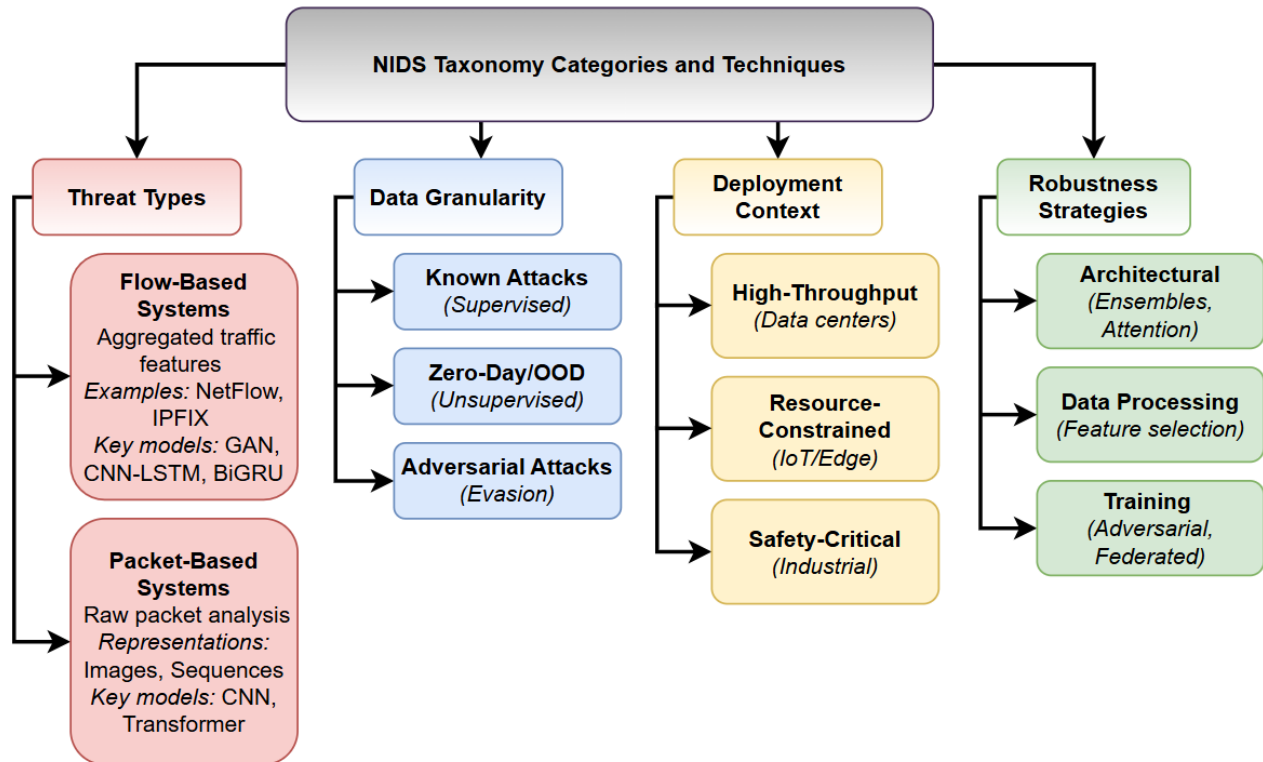 NIDS Taxonomy Categories and Techniques
Threat Types
Flow-Based
Systems
Aggregated traffic
features
Examples: NetFlow,
IPFIX
Key models: GAN,
CNN-LSTM, BiGRU
Packet-Based
Systems
Raw packet analysis
Representations:
Images, Sequences
Key models: CNN,
Transformer
Data Granularity
Known Attacks
(Supervised)
Zero-Day/OOD
(Unsupervised)
Adversarial Attacks
(Evasion)
Deployment
Context
High-Throughput
(Data centers)
Resource-
Constrained
(IoT/Edge)
Safety-Critical
(Industrial)
Robustness
Strategies
Architectural
(Ensembles,
Attention)
Data Processing
(Feature selection)
Training
(Adversarial,
Federated)